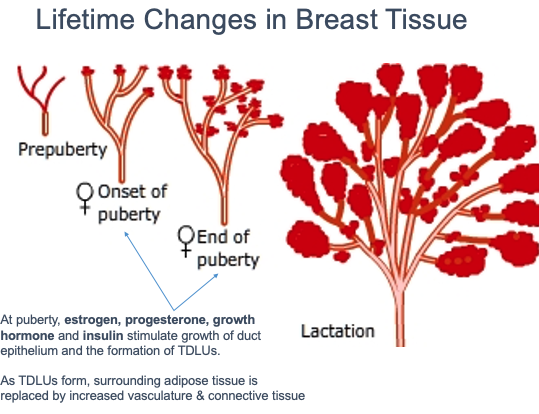 Lifetime Changes in Breast Tissue
Prepuberty
♀ Onset of
puberty
♀ End of
puberty
Lactation
At puberty, estrogen, progesterone, growth
hormone and insulin stimulate growth of duct
epithelium and the formation of TDLUs.
As TDLUs form, surrounding adipose tissue is
replaced by increased vasculature & connective tissue